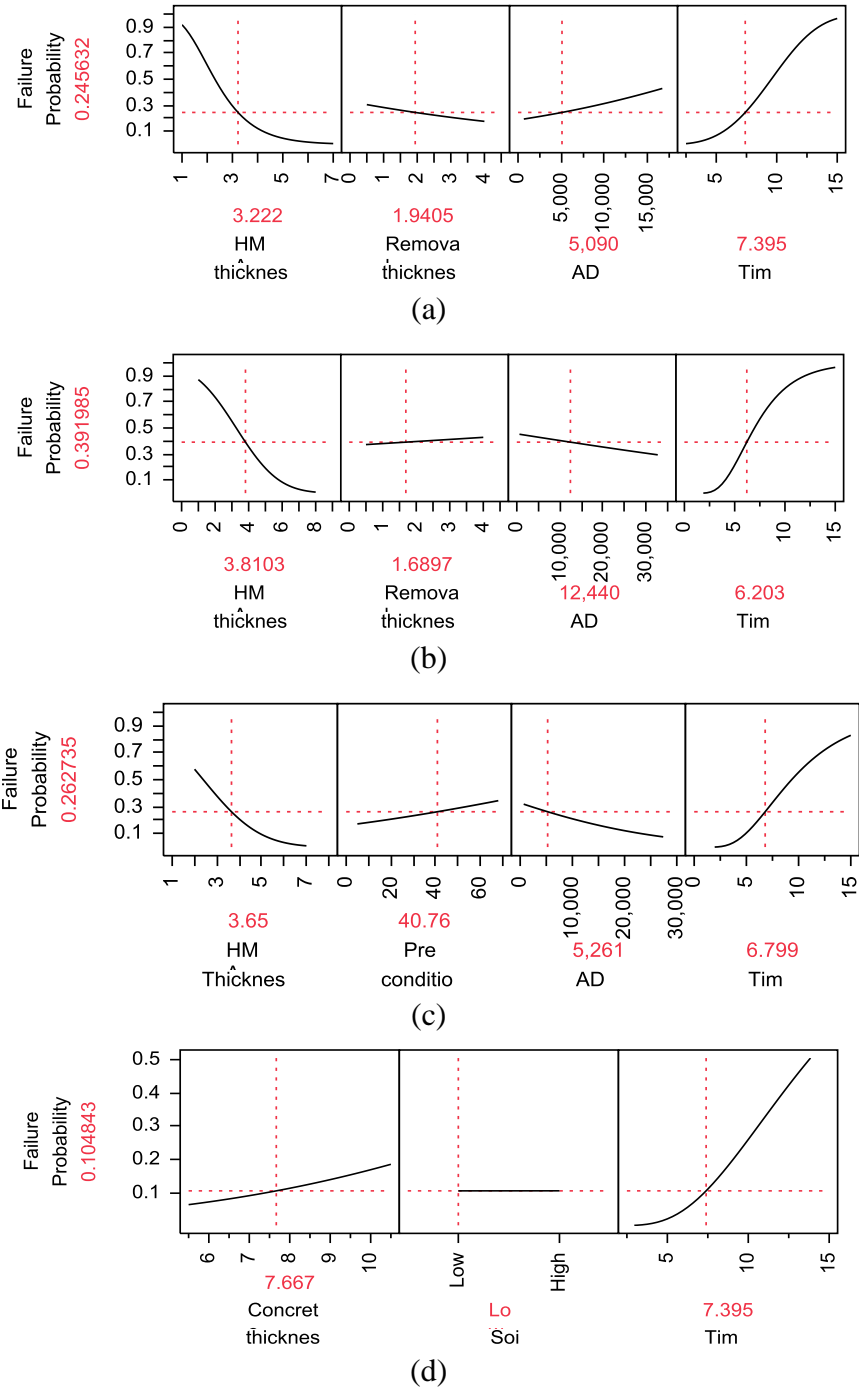 Failure
Probability
0.245632
0.9
0.7
0.5
0.3
0.1
1 3 5 7
0 1 2 3 4
0 5,000 10,000 15,000
5 10 15
3.222 1.9405 5,090 7.395
HM Remova AD Tim
thicknes thicknes
(a)
Failure
Probability
0.391985
0.9
0.7
0.5
0.3
0.1
0 2 4 6 8
0 1 2 3 4
0 10,000 20,000 30,000
0 5 10 15
3.8103 1.6897 12,440 6.203
HM Remova AD Tim
thicknes thicknes
(b)
Failure
Probability
0.262735
0.9
0.7
0.5
0.3
0.1
1 3 5 7
0 20 40 60
0 10,000 20,000 30,000
0 5 10 15
3.65 40.76 5,261 6.799
HM Pre AD Tim
Thicknes conditio
(c)
Failure
Probability
0.104843
0.5
0.4
0.3
0.2
0.1
6 7 8 9 10
Low High
5 10 15
7.667 Lo 7.395
Concret Soi Tim
thicknes
(d)